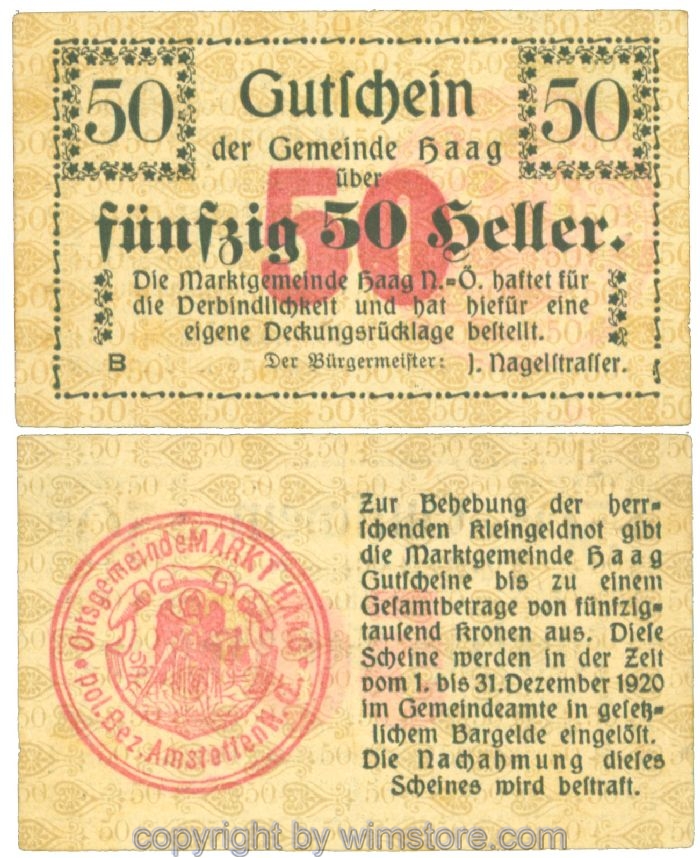 50 Gutschein 50
der Gemeinde Haag
über
50
fünfzig 50 Heller.
Die Marktgemeinde Haag N.=Ö. haftet für
die Verbindlichkeit und hat hiefür eine
eigene Deckungsrücklage bestellt.
B Der Bürgermeister: J. Nagelstrasser.
Ortsgemeinde MARKT HAAG
pol. Bez. Amstetten N. Ö.
Zur Behebung der herr=
schenden Kleingeldnot gibt
die Marktgemeinde Haag
Gutscheine bis zu einem
Gesamtbetrage von fünfzig=
tausend Kronen aus. Diese
Scheine werden in der Zeit
vom 1. bis 31. Dezember 1920
im Gemeindeamte in gesetz=
lichem Bargelde eingelöst.
Die Nachahmung dieses
Scheines wird bestraft.
copyright by wimstore.com